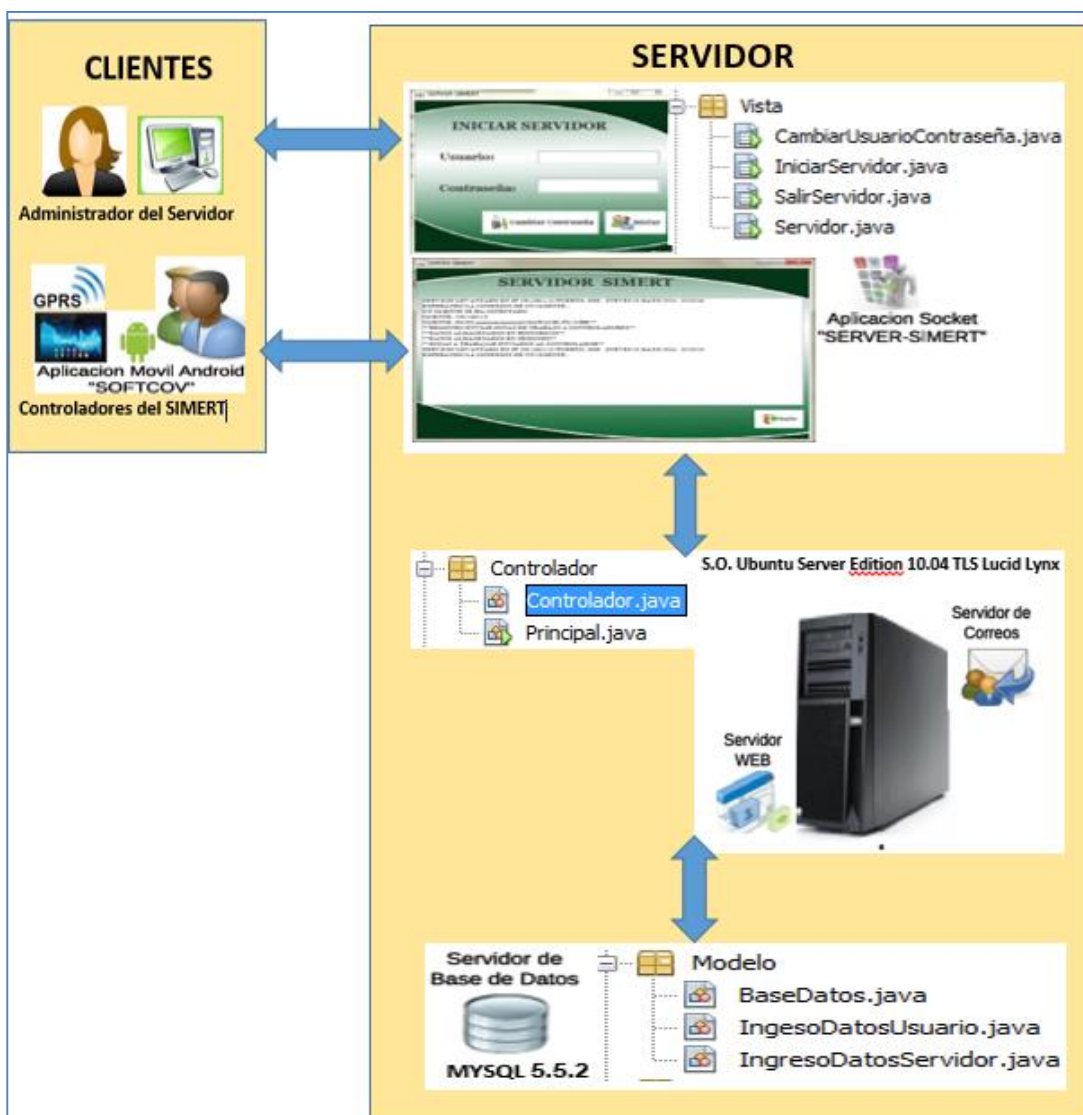 CLIENTES
Administrador del Servidor
GPRS
Aplicacion Movil Android
"SOFTCOV"
Controladores del SIMERT
SERVIDOR
SERVER SIMERT
INICIAR SERVIDOR
Usuario:
Contraseña:
Cambiar Contraseña
Iniciar
Vista
CambiarUsuarioContraseña.java
IniciarServidor.java
SalirServidor.java
Servidor.java
SERVIDOR SIMERT
Aplicacion Socket
"SERVER-SIMERT"
Controlador
Controlador.java
Principal.java
S.O. Ubuntu Server Edition 10.04 TLS Lucid Lynx
Servidor de
Correos
Servidor
WEB
Servidor de
Base de Datos
MYSQL 5.5.2
Modelo
BaseDatos.java
IngesoDatosUsuario.java
IngresoDatosServidor.java